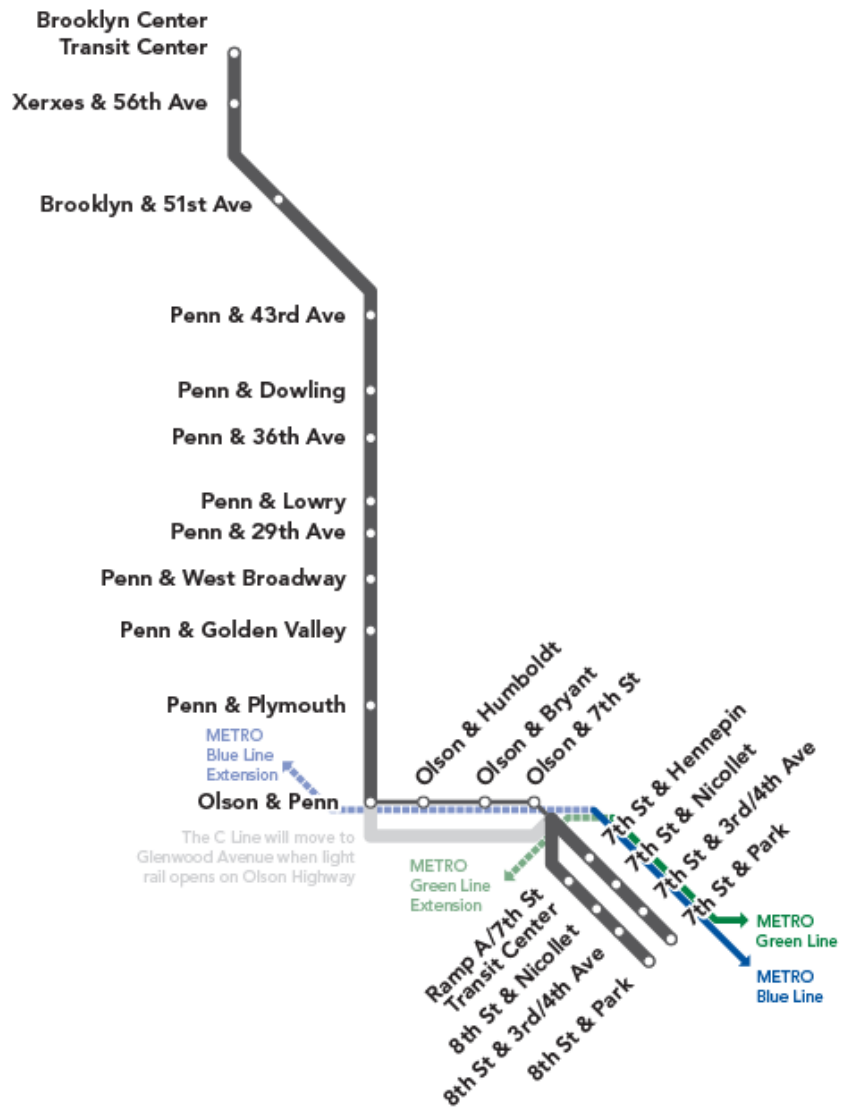 Brooklyn Center
Transit Center
Xerxes & 56th Ave
Brooklyn & 51st Ave
Penn & 43rd Ave
Penn & Dowling
Penn & 36th Ave
Penn & Lowry
Penn & 29th Ave
Penn & West Broadway
Penn & Golden Valley
Penn & Plymouth
METRO
Blue Line
Extension
Olson & Penn
Olson & Humboldt
Olson & Bryant
Olson & 7th St
The C Line will move to
Glenwood Avenue when light
rail opens on Olson Highway
METRO
Green Line
Extension
7th St & Hennepin
7th St & Nicollet
7th St & 3rd/4th Ave
7th St & Park
Ramp A/7th St
Transit Center
8th St & Nicollet
8th St & 3rd/4th Ave
8th St & Park
METRO
Green Line
METRO
Blue Line